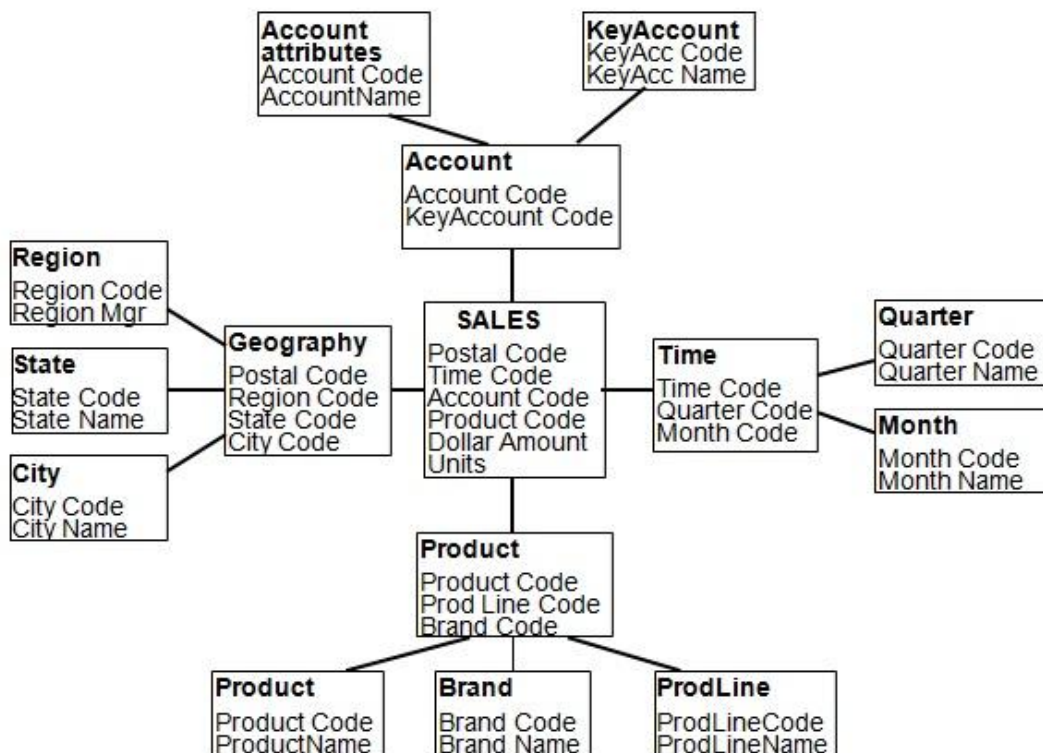 Account
attributes
Account Code
AccountName
KeyAccount
KeyAcc Code
KeyAcc Name
Account
Account Code
KeyAccount Code
Region
Region Code
Region Mgr
State
State Code
State Name
City
City Code
City Name
Geography
Postal Code
Region Code
State Code
City Code
SALES
Postal Code
Time Code
Account Code
Product Code
Dollar Amount
Units
Time
Time Code
Quarter Code
Month Code
Quarter
Quarter Code
Quarter Name
Month
Month Code
Month Name
Product
Product Code
Prod Line Code
Brand Code
Product
Product Code
ProductName
Brand
Brand Code
Brand Name
ProdLine
ProdLineCode
ProdLineName